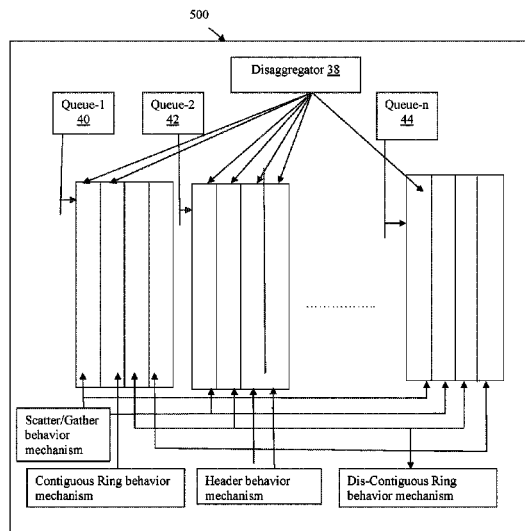 500
Disaggregator 38
Queue-1
40
Queue-2
42
Queue-n
44
Scatter/Gather
behavior
mechanism
Contiguous Ring behavior
mechanism
Header behavior
mechanism
Dis-Contiguous Ring
behavior mechanism